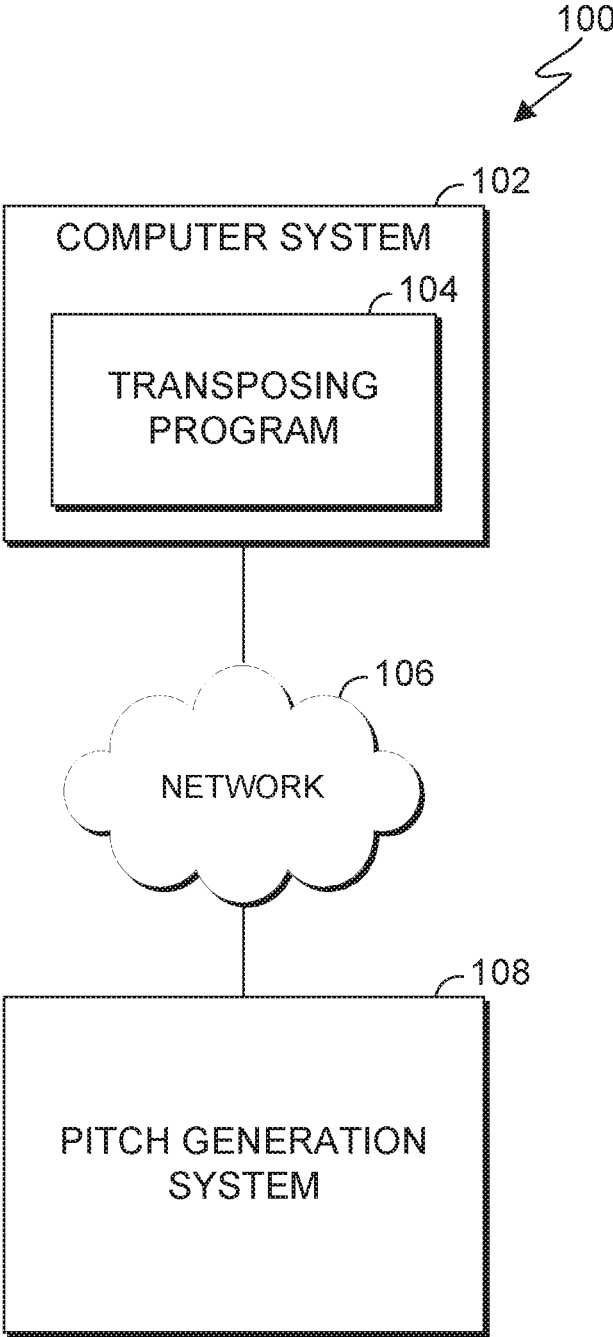 100
102
COMPUTER SYSTEM
104
TRANSPOSING
PROGRAM
106
NETWORK
108
PITCH GENERATION
SYSTEM